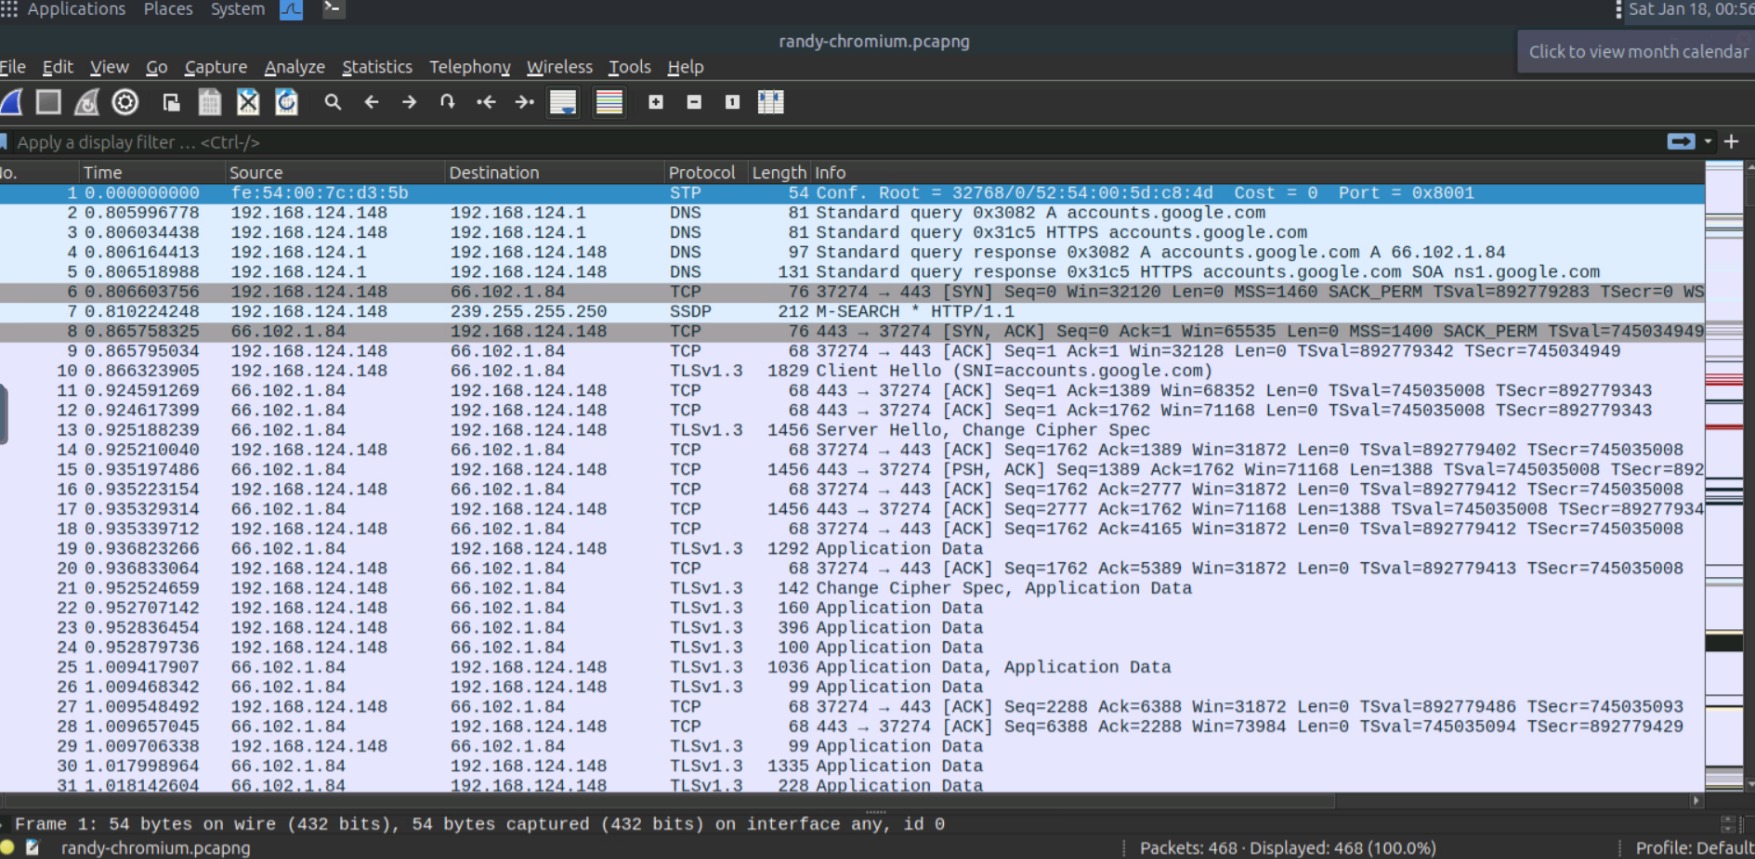 Applications Places System Sat Jan 18, 00:56
randy-chromium.pcapng
Click to view month calendar
File Edit View Go Capture Analyze Statistics Telephony Wireless Tools Help
Apply a display filter … <Ctrl-/>
No. Time Source Destination Protocol Length Info
1 0.000000000 fe:54:00:7c:d3:5b STP 54 Conf. Root = 32768/0/52:54:00:5d:c8:4d Cost = 0 Port = 0x8001
2 0.805996778 192.168.124.148 192.168.124.1 DNS 81 Standard query 0x3082 A accounts.google.com
3 0.806034438 192.168.124.148 192.168.124.1 DNS 81 Standard query 0x31c5 HTTPS accounts.google.com
4 0.806164413 192.168.124.1 192.168.124.148 DNS 97 Standard query response 0x3082 A accounts.google.com A 66.102.1.84
5 0.806518988 192.168.124.1 192.168.124.148 DNS 131 Standard query response 0x31c5 HTTPS accounts.google.com SOA ns1.google.com
6 0.806603756 192.168.124.148 66.102.1.84 TCP 76 37274 → 443 [SYN] Seq=0 Win=32120 Len=0 MSS=1460 SACK_PERM TSval=892779283 TSecr=0 WS
7 0.810224248 192.168.124.148 239.255.255.250 SSDP 212 M-SEARCH * HTTP/1.1
8 0.865758325 66.102.1.84 192.168.124.148 TCP 76 443 → 37274 [SYN, ACK] Seq=0 Ack=1 Win=65535 Len=0 MSS=1400 SACK_PERM TSval=745034949
9 0.865795034 192.168.124.148 66.102.1.84 TCP 68 37274 → 443 [ACK] Seq=1 Ack=1 Win=32128 Len=0 TSval=892779342 TSecr=745034949
10 0.866323905 192.168.124.148 66.102.1.84 TLSv1.3 1829 Client Hello (SNI=accounts.google.com)
11 0.924591269 66.102.1.84 192.168.124.148 TCP 68 443 → 37274 [ACK] Seq=1 Ack=1389 Win=68352 Len=0 TSval=745035008 TSecr=892779343
12 0.924617399 66.102.1.84 192.168.124.148 TCP 68 443 → 37274 [ACK] Seq=1 Ack=1762 Win=71168 Len=0 TSval=745035008 TSecr=892779343
13 0.925188239 66.102.1.84 192.168.124.148 TLSv1.3 1456 Server Hello, Change Cipher Spec
14 0.925210040 192.168.124.148 66.102.1.84 TCP 68 37274 → 443 [ACK] Seq=1762 Ack=1389 Win=31872 Len=0 TSval=892779402 TSecr=745035008
15 0.935197486 66.102.1.84 192.168.124.148 TCP 1456 443 → 37274 [PSH, ACK] Seq=1389 Ack=1762 Win=71168 Len=1388 TSval=745035008 TSecr=892
16 0.935223154 192.168.124.148 66.102.1.84 TCP 68 37274 → 443 [ACK] Seq=1762 Ack=2777 Win=31872 Len=0 TSval=892779412 TSecr=745035008
17 0.935329314 66.102.1.84 192.168.124.148 TCP 1456 443 → 37274 [ACK] Seq=2777 Ack=1762 Win=71168 Len=1388 TSval=745035008 TSecr=89277934
18 0.935339712 192.168.124.148 66.102.1.84 TCP 68 37274 → 443 [ACK] Seq=1762 Ack=4165 Win=31872 Len=0 TSval=892779412 TSecr=745035008
19 0.936823266 66.102.1.84 192.168.124.148 TLSv1.3 1292 Application Data
20 0.936833064 192.168.124.148 66.102.1.84 TCP 68 37274 → 443 [ACK] Seq=1762 Ack=5389 Win=31872 Len=0 TSval=892779413 TSecr=745035008
21 0.952524659 192.168.124.148 66.102.1.84 TLSv1.3 142 Change Cipher Spec, Application Data
22 0.952707142 192.168.124.148 66.102.1.84 TLSv1.3 160 Application Data
23 0.952836454 192.168.124.148 66.102.1.84 TLSv1.3 396 Application Data
24 0.952879736 192.168.124.148 66.102.1.84 TLSv1.3 100 Application Data
25 1.009417907 66.102.1.84 192.168.124.148 TLSv1.3 1036 Application Data, Application Data
26 1.009468342 66.102.1.84 192.168.124.148 TLSv1.3 99 Application Data
27 1.009548492 192.168.124.148 66.102.1.84 TCP 68 37274 → 443 [ACK] Seq=2288 Ack=6388 Win=31872 Len=0 TSval=892779486 TSecr=745035093
28 1.009657045 66.102.1.84 192.168.124.148 TCP 68 443 → 37274 [ACK] Seq=6388 Ack=2288 Win=73984 Len=0 TSval=745035094 TSecr=892779429
29 1.009706338 192.168.124.148 66.102.1.84 TLSv1.3 99 Application Data
30 1.017998964 66.102.1.84 192.168.124.148 TLSv1.3 1335 Application Data
31 1.018142604 66.102.1.84 192.168.124.148 TLSv1.3 228 Application Data
Frame 1: 54 bytes on wire (432 bits), 54 bytes captured (432 bits) on interface any, id 0
randy-chromium.pcapng Packets: 468 · Displayed: 468 (100.0%) Profile: Default